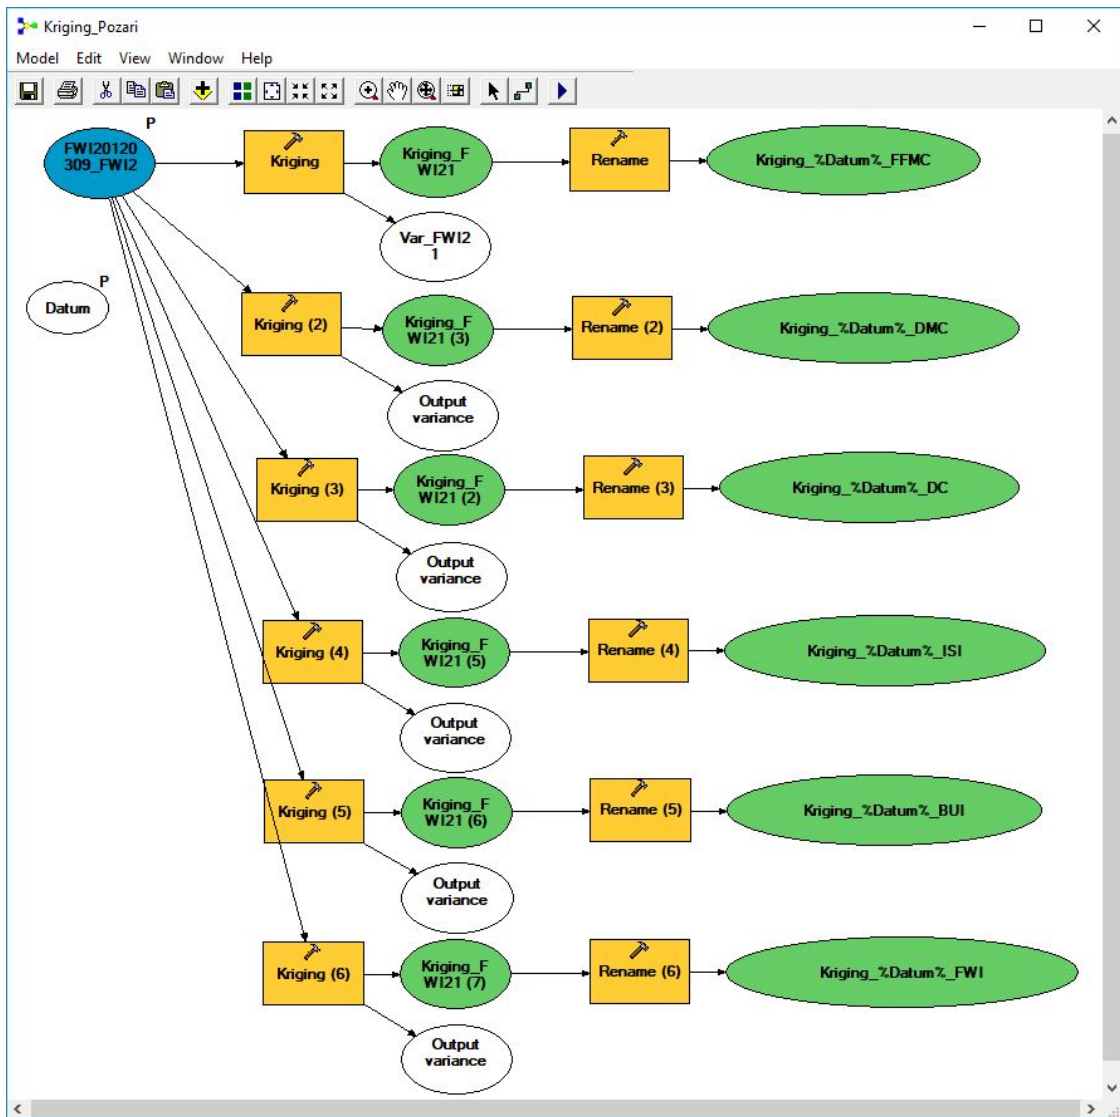 Kriging_Pozari
Model Edit View Window Help
P
FWI20120
309_FWI2
Kriging
Kriging_F
WI21
Rename
Kriging_%Datum%_FFMC
Var_FWI2
1
P
Datum
Kriging (2)
Kriging_F
WI21 (3)
Rename (2)
Kriging_%Datum%_DMC
Output
variance
Kriging (3)
Kriging_F
WI21 (2)
Rename (3)
Kriging_%Datum%_DC
Output
variance
Kriging (4)
Kriging_F
WI21 (5)
Rename (4)
Kriging_%Datum%_ISI
Output
variance
Kriging (5)
Kriging_F
WI21 (6)
Rename (5)
Kriging_%Datum%_BUI
Output
variance
Kriging (6)
Kriging_F
WI21 (7)
Rename (6)
Kriging_%Datum%_FWI
Output
variance